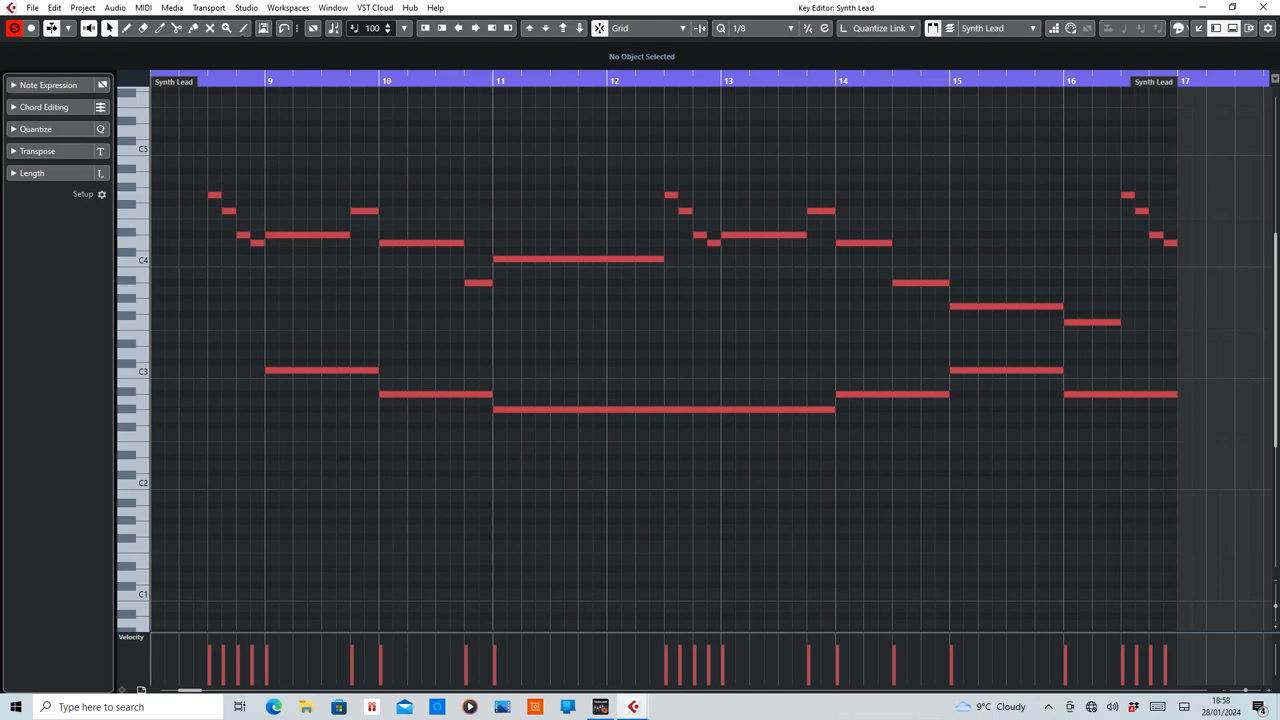 File Edit Project Audio MIDI Media Transport Studio Workspaces Window VST Cloud Hub Help
Key Editor: Synth Lead
S 100 Grid Q 1/8 Quantize Link Synth Lead
No Object Selected
Synth Lead 9 10 11 12 13 14 15 16 Synth Lead 17
Note Expression
Chord Editing
Quantize Q
Transpose T
Length L
Setup
C5
C4
C3
C2
C1
Velocity
Type here to search
9°C Cloudy
18:58
28/01/2024
4